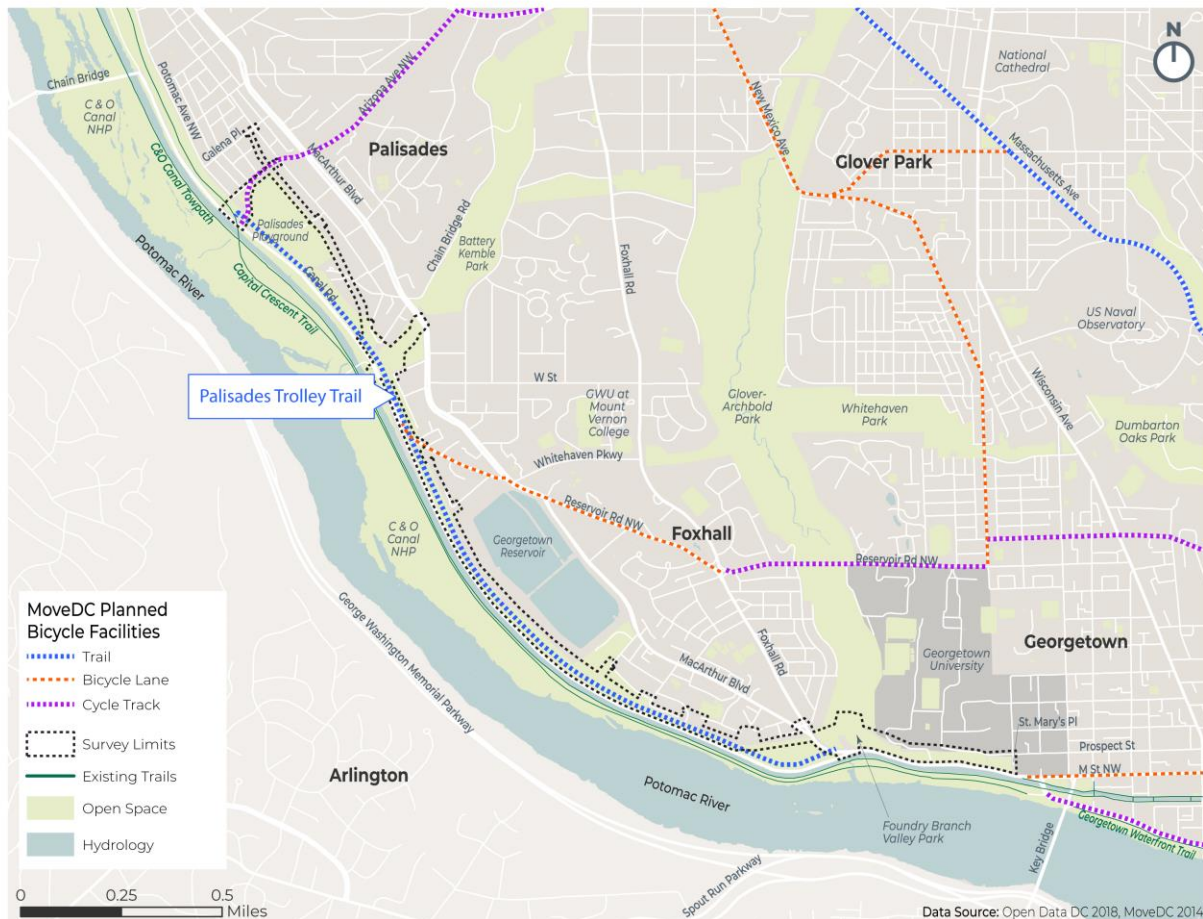 N
National
Cathedral
Chain Bridge
Potomac Ave NW
Arizona Ave NW
New Mexico Ave
C & O
Canal
NHP
Galena Pl
MacArthur Blvd
Palisades
Glover Park
Massachusetts Ave
C&O Canal Towpath
Chain Bridge Rd
Palisades
Playground
Battery
Kemble
Park
Foxhall Rd
Potomac River
Canal Rd
Capital Crescent Trail
US Naval
Observatory
Palisades Trolley Trail
W St
GWU at
Mount
Vernon
College
Glover-
Archbold
Park
Whitehaven
Park
Wisconsin Ave
Dumbarton
Oaks Park
Whitehaven Pkwy
Reservoir Rd NW
C & O
Canal
NHP
Georgetown
Reservoir
Foxhall
Reservoir Rd NW
George Washington Memorial Parkway
MoveDC Planned
Bicycle Facilities
Trail
Bicycle Lane
Cycle Track
Survey Limits
Existing Trails
Open Space
Hydrology
Foxhall Rd
MacArthur Blvd
Georgetown
University
Georgetown
St. Mary's Pl
Prospect St
M St NW
Arlington
Potomac River
Foundry Branch
Valley Park
Key Bridge
Georgetown Waterfront Trail
Spout Run Parkway
0 0.25 0.5
Miles
Data Source: Open Data DC 2018, MoveDC 2014